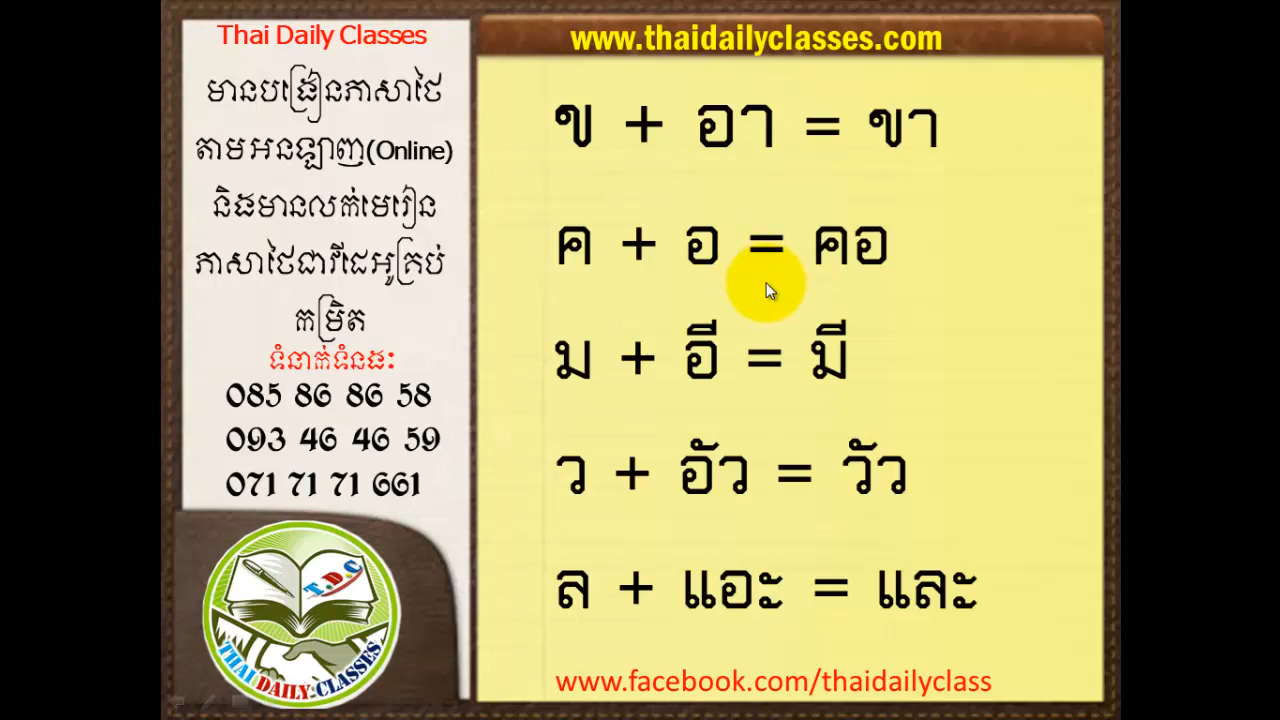 Thai Daily Classes
មានបង្រៀនភាសាថៃ
តាមអនឡាញ(Online)
និងមានលក់មេរៀន
ភាសាថៃជាវីដេអូគ្រប់
កម្រិត
ទំនាក់ទំនងៈ
085 86 86 58
093 46 46 59
071 71 71 661
T.D.C
THAI DAILY CLASSES
www.thaidailyclasses.com
ข + อา = ขา
ค + อ = คอ
ม + อี = มี
ว + อัว = วัว
ล + แอะ = และ
www.facebook.com/thaidailyclass